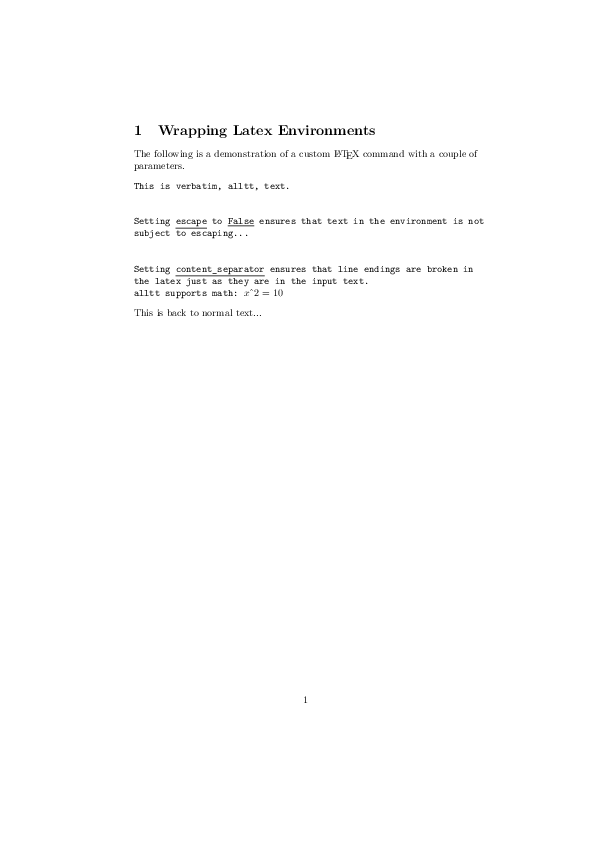 1 Wrapping Latex Environments
The following is a demonstration of a custom LATEX command with a couple of
parameters.
This is verbatim, alltt, text.
Setting escape to False ensures that text in the environment is not
subject to escaping...
Setting content_separator ensures that line endings are broken in
the latex just as they are in the input text.
alltt supports math: x^2 = 10
This is back to normal text...
1